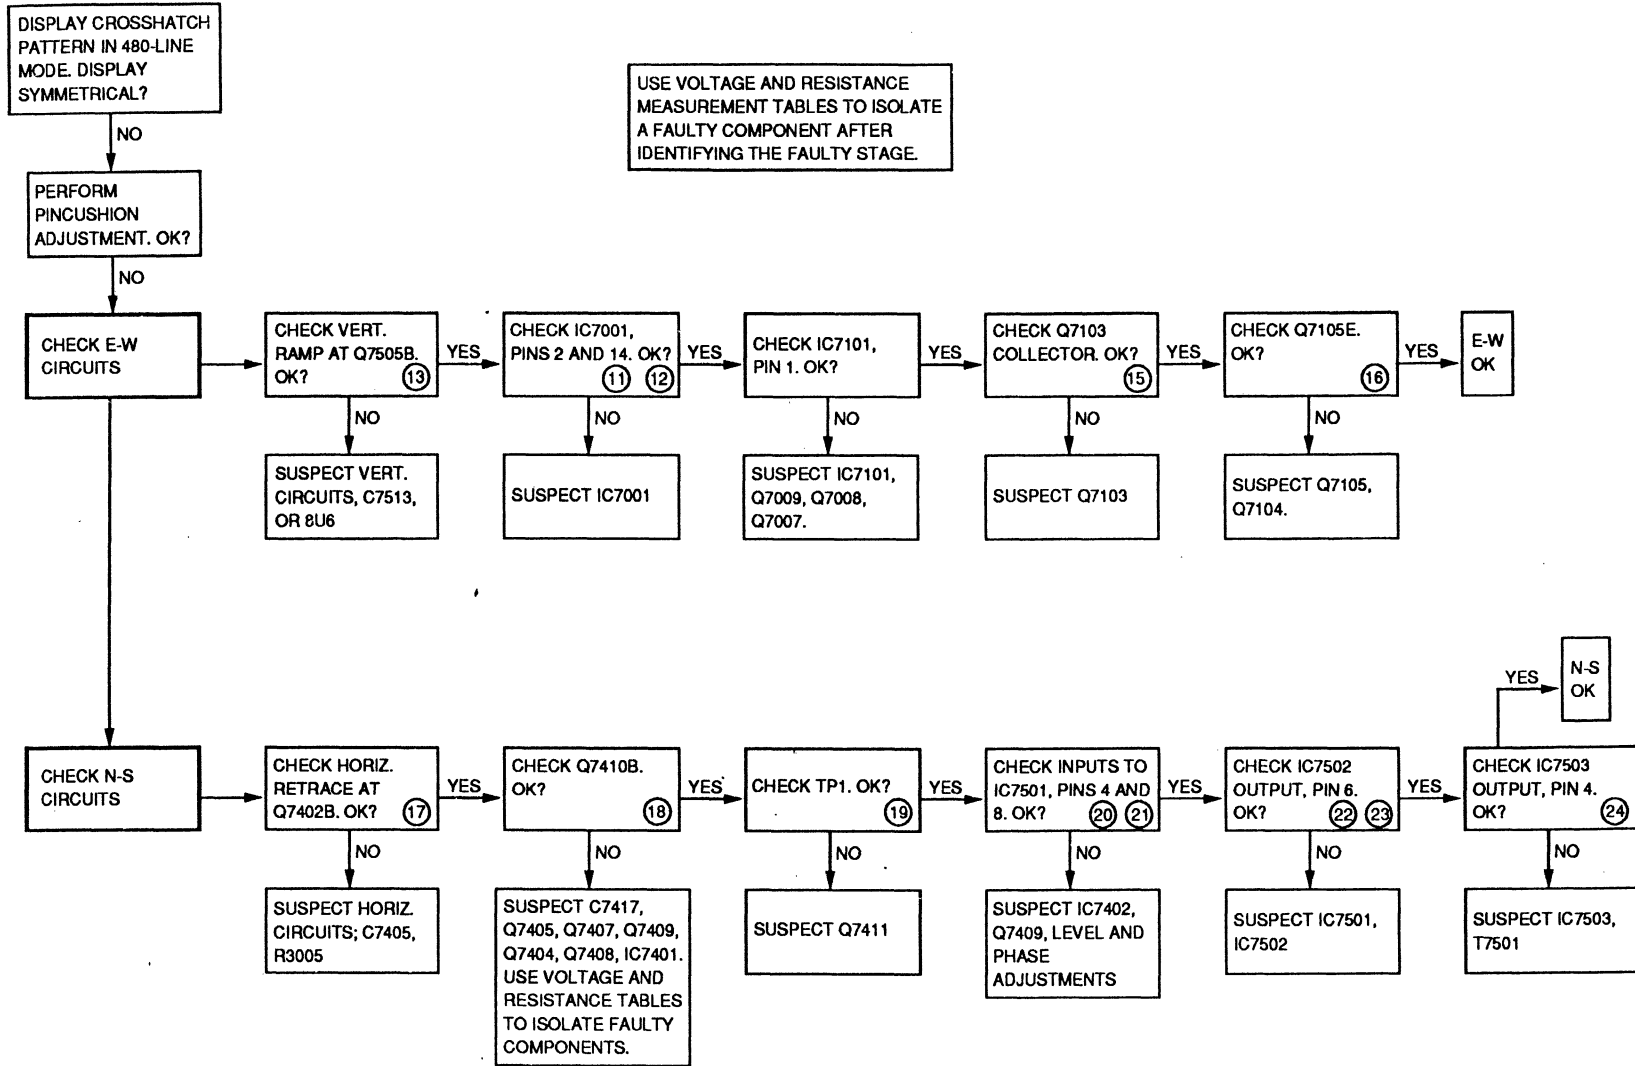 DISPLAY CROSSHATCH
PATTERN IN 480-LINE
MODE. DISPLAY
SYMMETRICAL?
NO
USE VOLTAGE AND RESISTANCE
MEASUREMENT TABLES TO ISOLATE
A FAULTY COMPONENT AFTER
IDENTIFYING THE FAULTY STAGE.
PERFORM
PINCUSHION
ADJUSTMENT. OK?
NO
CHECK E-W
CIRCUITS
CHECK VERT.
RAMP AT Q7505B.
OK?
13
YES
CHECK IC7001,
PINS 2 AND 14. OK?
11 12
YES
CHECK IC7101,
PIN 1. OK?
YES
CHECK Q7103
COLLECTOR. OK?
15
YES
CHECK Q7105E.
OK?
16
YES
E-W
OK
NO
NO
NO
NO
NO
SUSPECT VERT.
CIRCUITS, C7513,
OR 8U6
SUSPECT IC7001
SUSPECT IC7101,
Q7009, Q7008,
Q7007.
SUSPECT Q7103
SUSPECT Q7105,
Q7104.
CHECK N-S
CIRCUITS
CHECK HORIZ.
RETRACE AT
Q7402B. OK?
17
YES
CHECK Q7410B.
OK?
18
YES
CHECK TP1. OK?
19
YES
CHECK INPUTS TO
IC7501, PINS 4 AND
8. OK?
20 21
YES
CHECK IC7502
OUTPUT, PIN 6.
OK?
22 23
YES
CHECK IC7503
OUTPUT, PIN 4.
OK?
24
YES
N-S
OK
NO
NO
NO
NO
NO
NO
SUSPECT HORIZ.
CIRCUITS; C7405,
R3005
SUSPECT C7417,
Q7405, Q7407, Q7409,
Q7404, Q7408, IC7401.
USE VOLTAGE AND
RESISTANCE TABLES
TO ISOLATE FAULTY
COMPONENTS.
SUSPECT Q7411
SUSPECT IC7402,
Q7409, LEVEL AND
PHASE
ADJUSTMENTS
SUSPECT IC7501,
IC7502
SUSPECT IC7503,
T7501